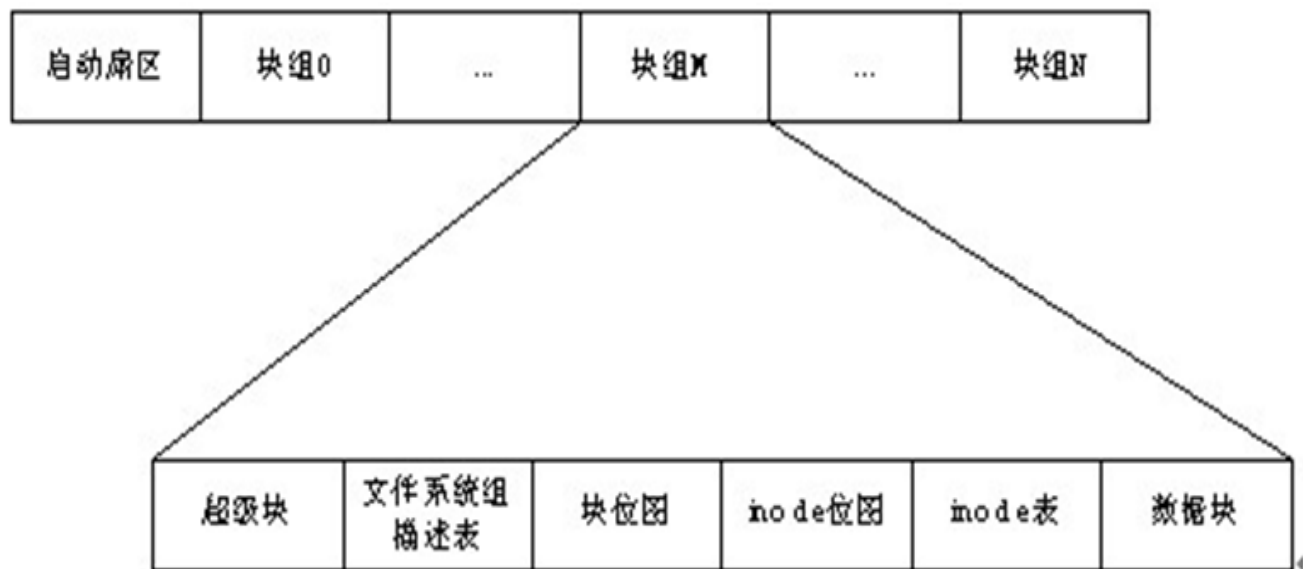 启动扇区
块组0
...
块组M
...
块组N
超级块
文件系统组
描述表
块位图
inode位图
inode表
数据块